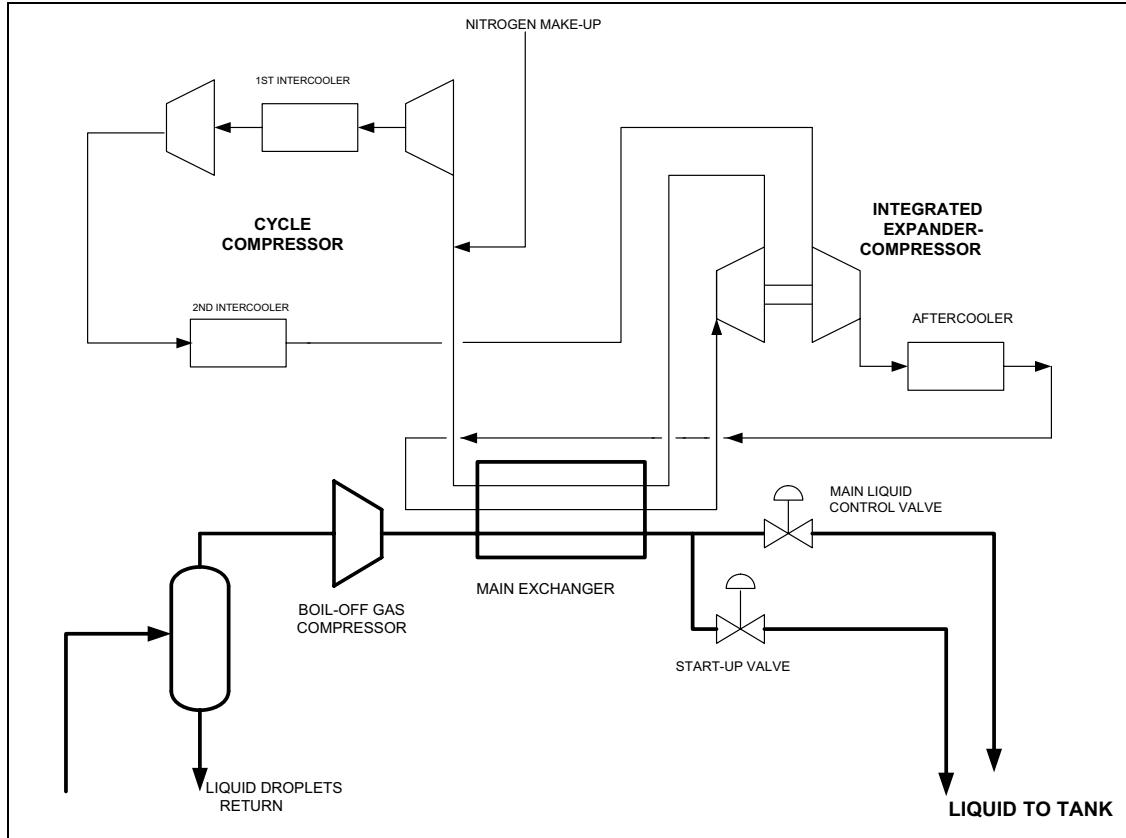 NITROGEN MAKE-UP
1ST INTERCOOLER
CYCLE
COMPRESSOR
INTEGRATED
EXPANDER-
COMPRESSOR
2ND INTERCOOLER
AFTERCOOLER
MAIN LIQUID
CONTROL VALVE
MAIN EXCHANGER
BOIL-OFF GAS
COMPRESSOR
START-UP VALVE
LIQUID DROPLETS
RETURN
LIQUID TO TANK